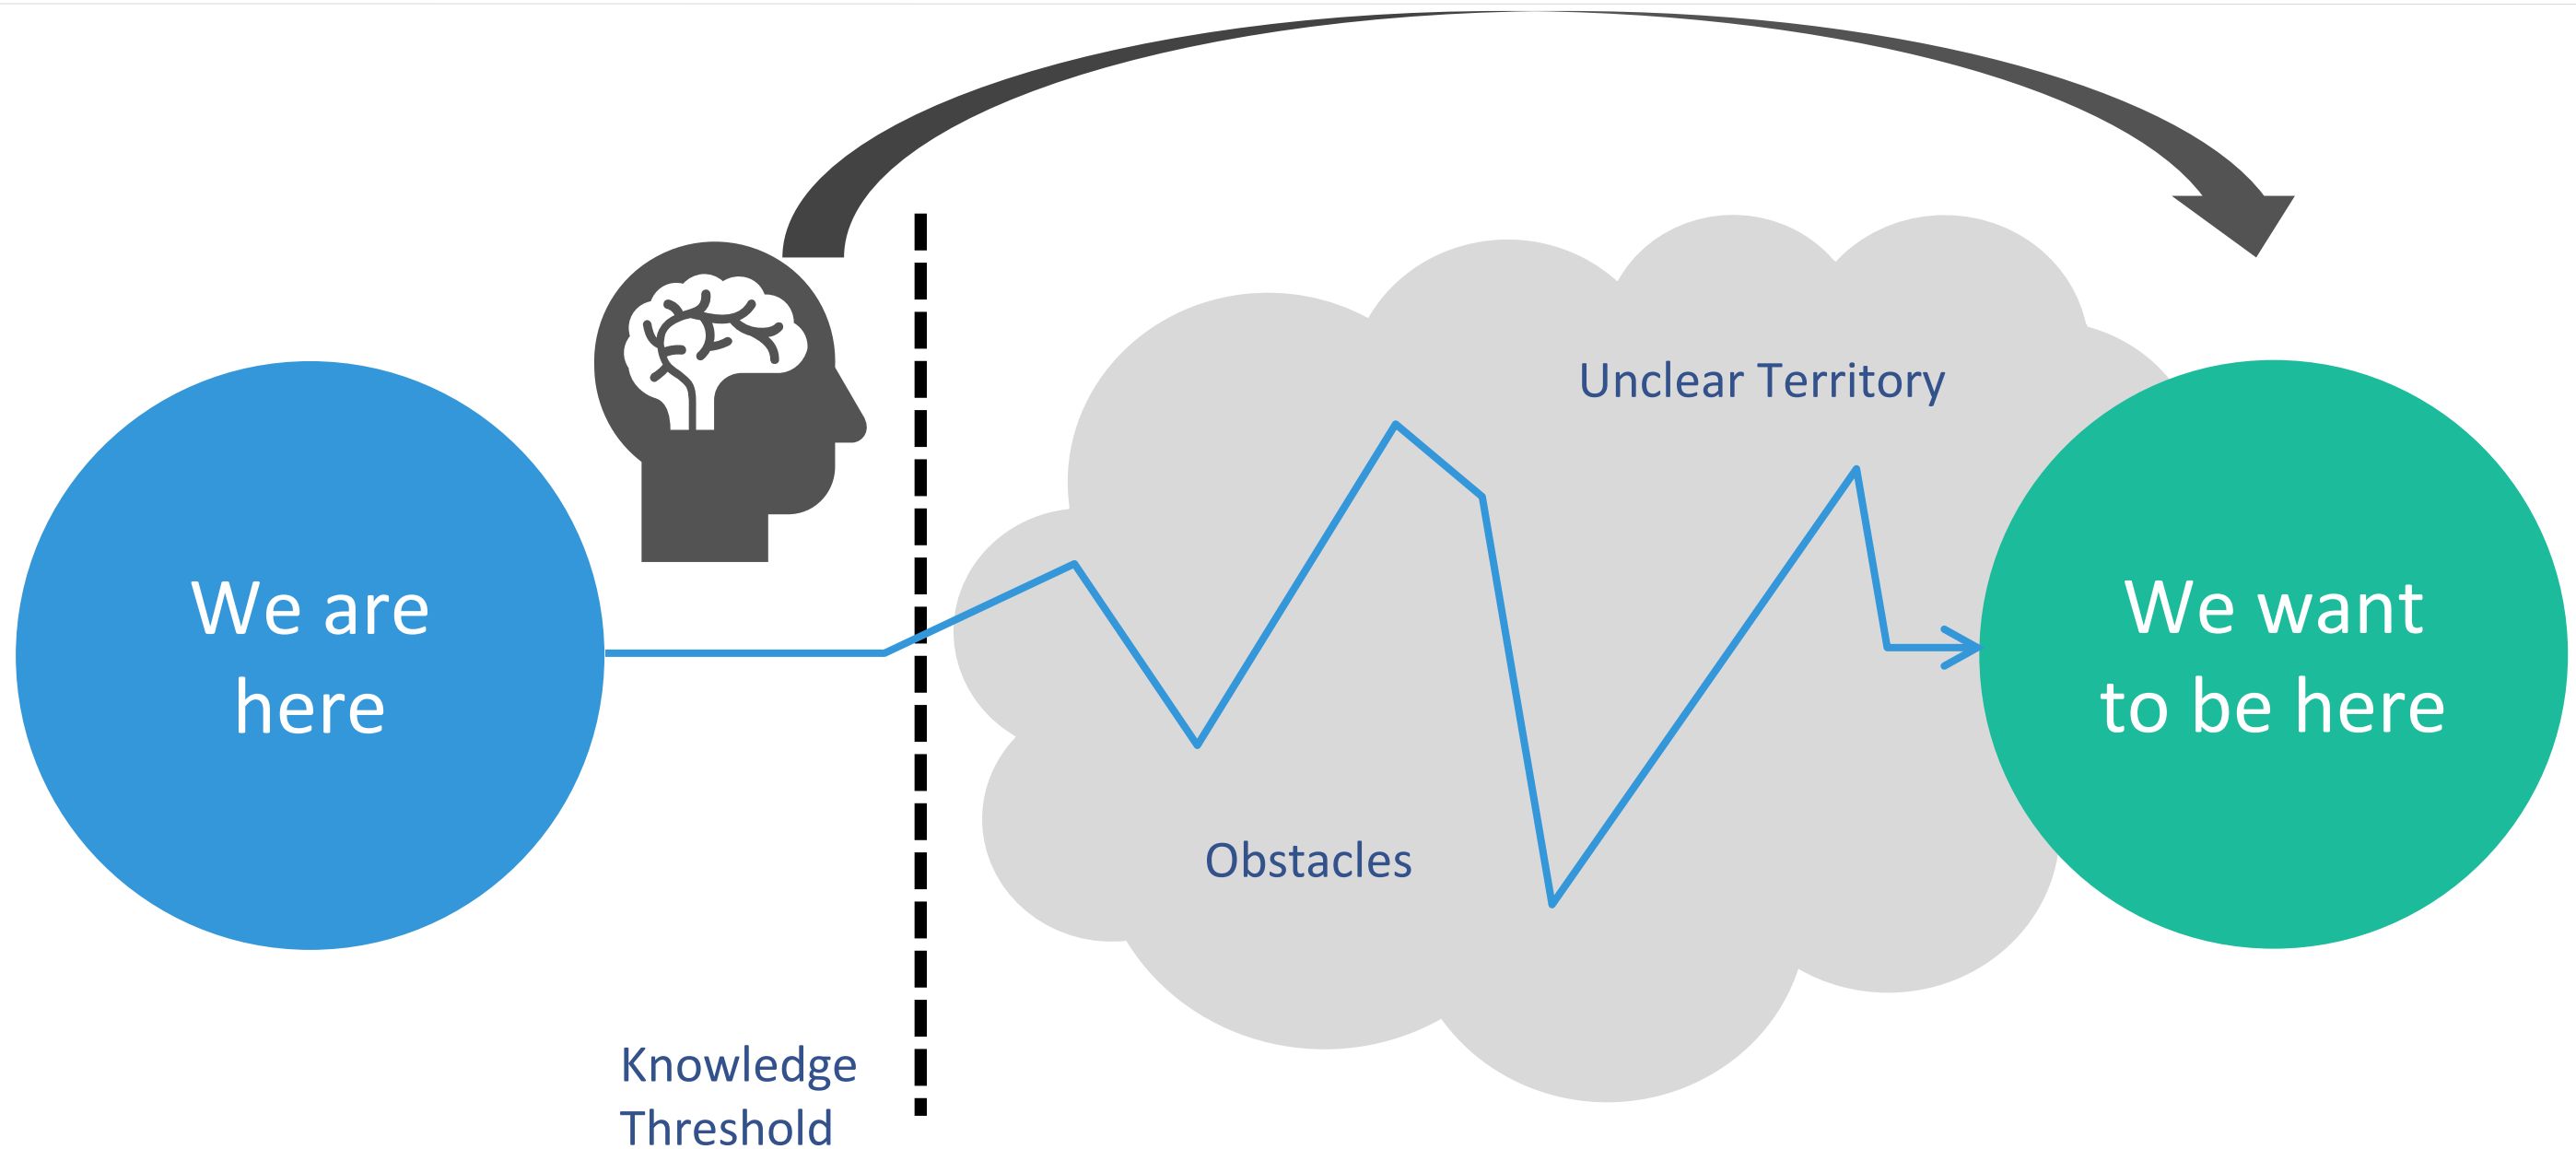 We are
here
Knowledge
Threshold
Unclear Territory
Obstacles
We want
to be here